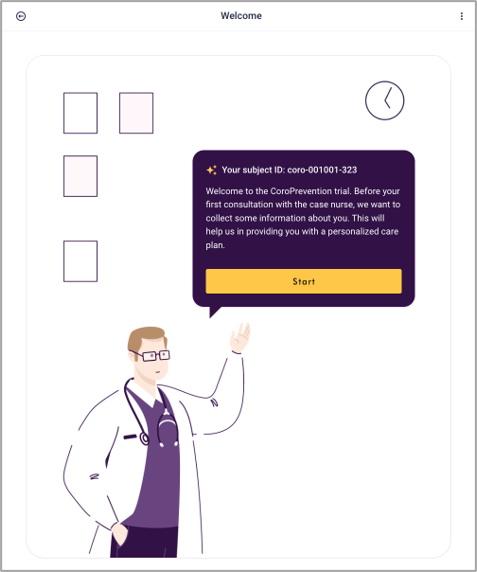 Welcome
Your subject ID: coro-001001-323
Welcome to the CoroPrevention trial. Before your
first consultation with the case nurse, we want to
collect some information about you. This will
help us in providing you with a personalized care
plan.
Start